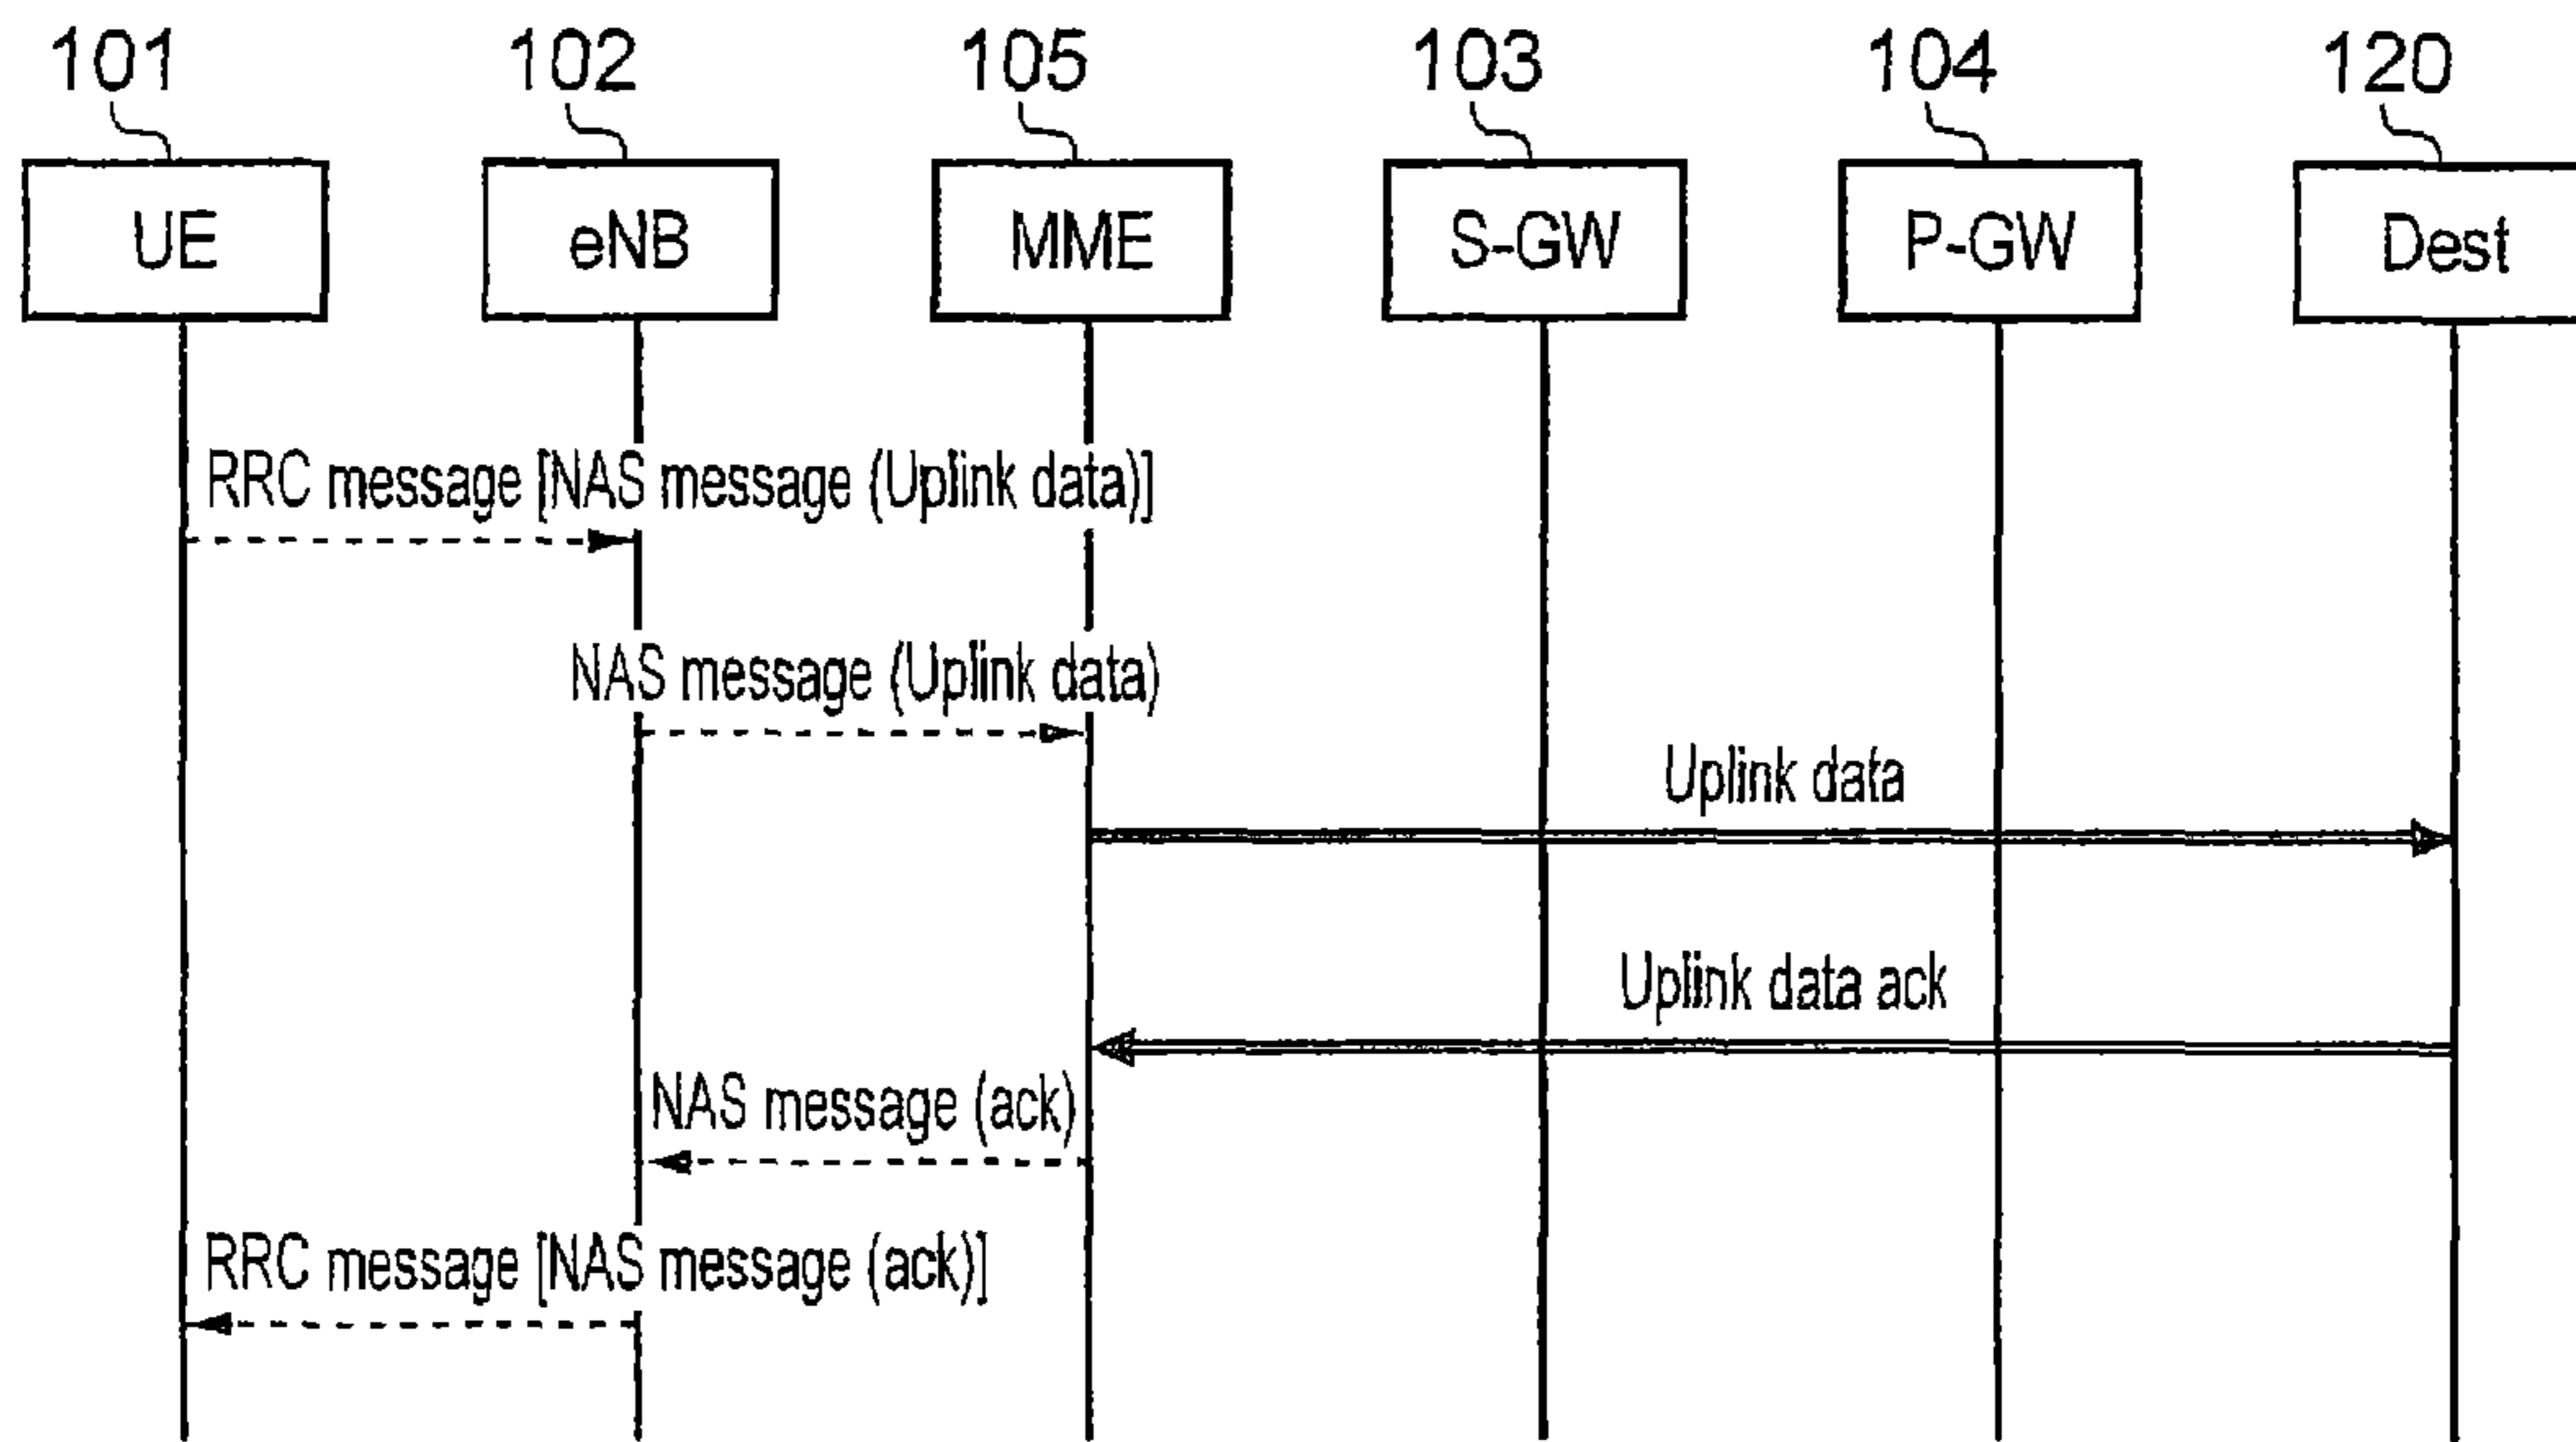 101 102 105 103 104 120
UE eNB MME S-GW P-GW Dest
RRC message [NAS message (Uplink data)]
NAS message (Uplink data)
Uplink data
Uplink data ack
NAS message (ack)
RRC message [NAS message (ack)]